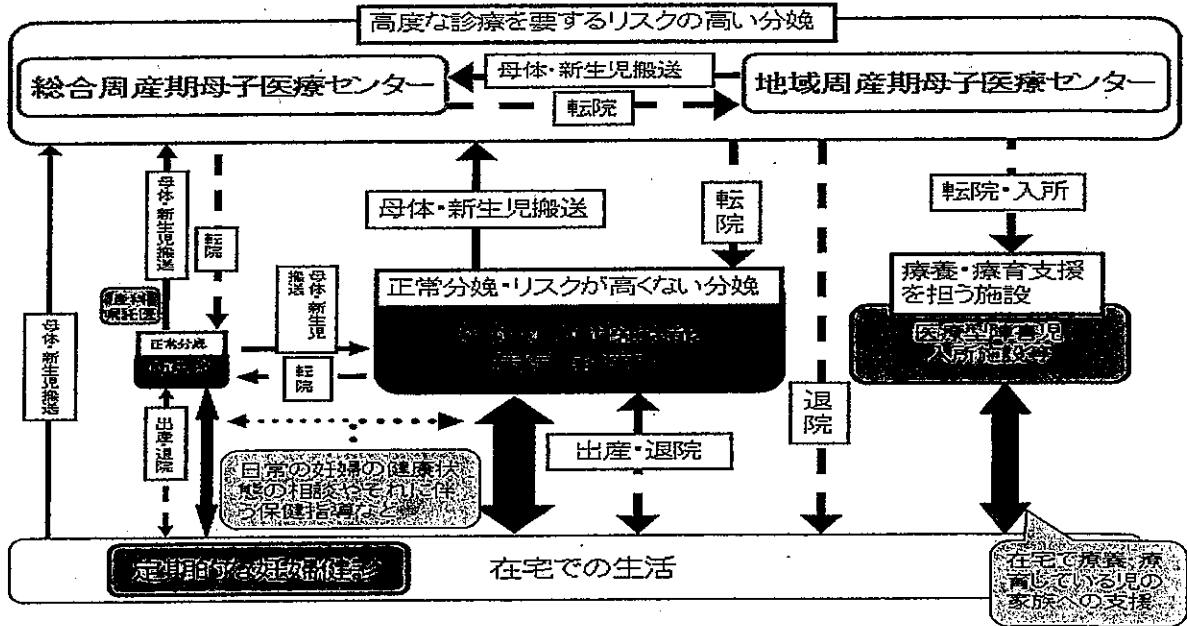 高度な診療を要するリスクの高い分娩
総合周産期母子医療センター
母体・新生児搬送
転院
地域周産期母子医療センター
母体・新生児搬送
母体・新生児搬送
転院
母体・新生児搬送
転院
転院・入所
産科
嘱託医
正常分娩
母体・新生児
搬送
転院
正常分娩・リスクが高くない分娩
療養・療育支援
を担う施設
医療型障害児
入所施設等
出産・退院
日常の妊婦の健康状
態の相談やそれに伴
う保健指導など
出産・退院
退院
定期的な妊婦健診
在宅での生活
在宅で療養・療
育している児の
家族への支援